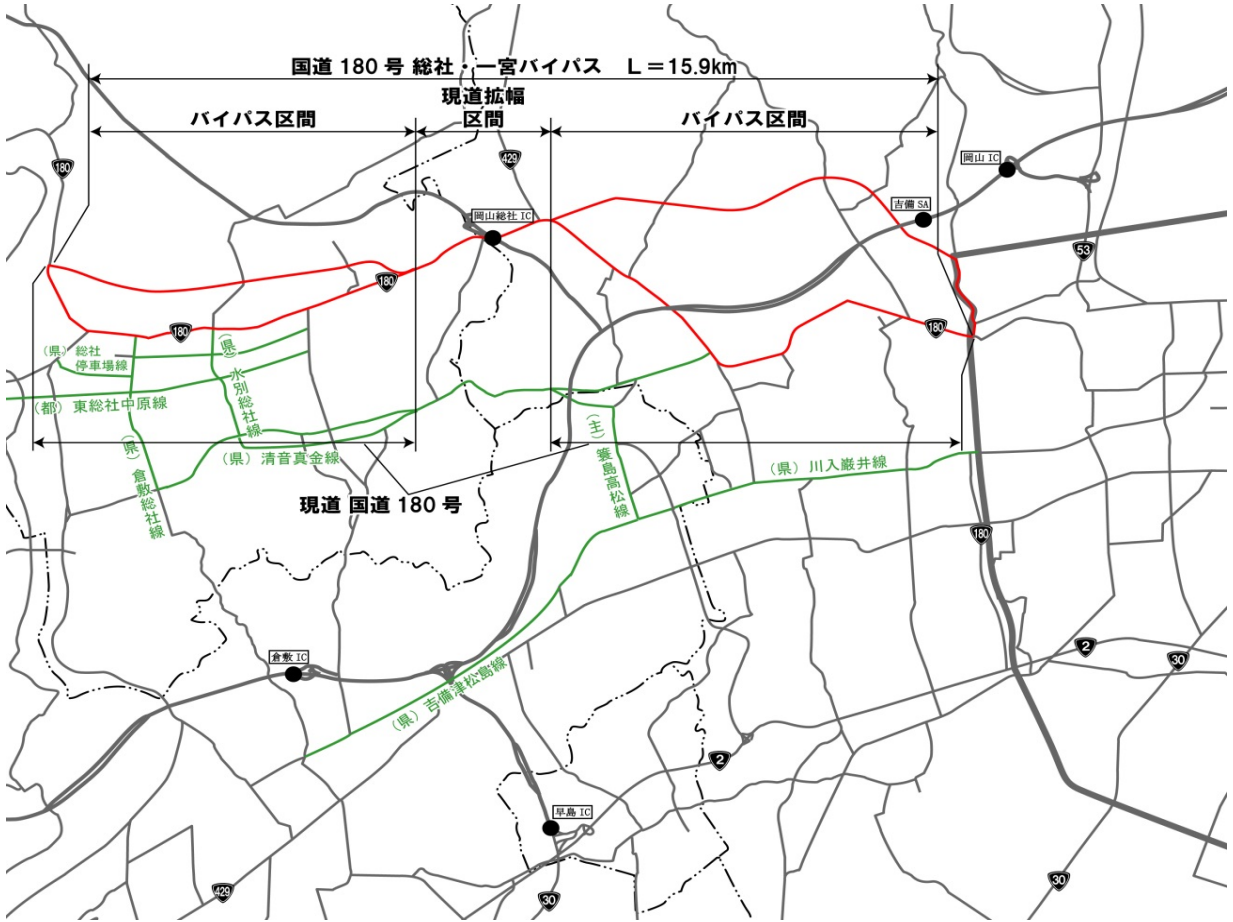 国道 180 号 総社・一宮バイパス　L＝15.9km
バイパス区間
現道拡幅
区間
バイパス区間
180
429
岡山 IC
岡山総社 IC
吉備 SA
53
180
180
180
(県) 総社
停車場線
(県) 水別総社線
(都) 東総社中原線
(県) 倉敷総社線
(県) 清音真金線
(主) 箕島高松線
(県) 川入巌井線
現道 国道 180 号
180
倉敷 IC
2
30
(県) 吉備津松島線
2
早島 IC
429
30
30